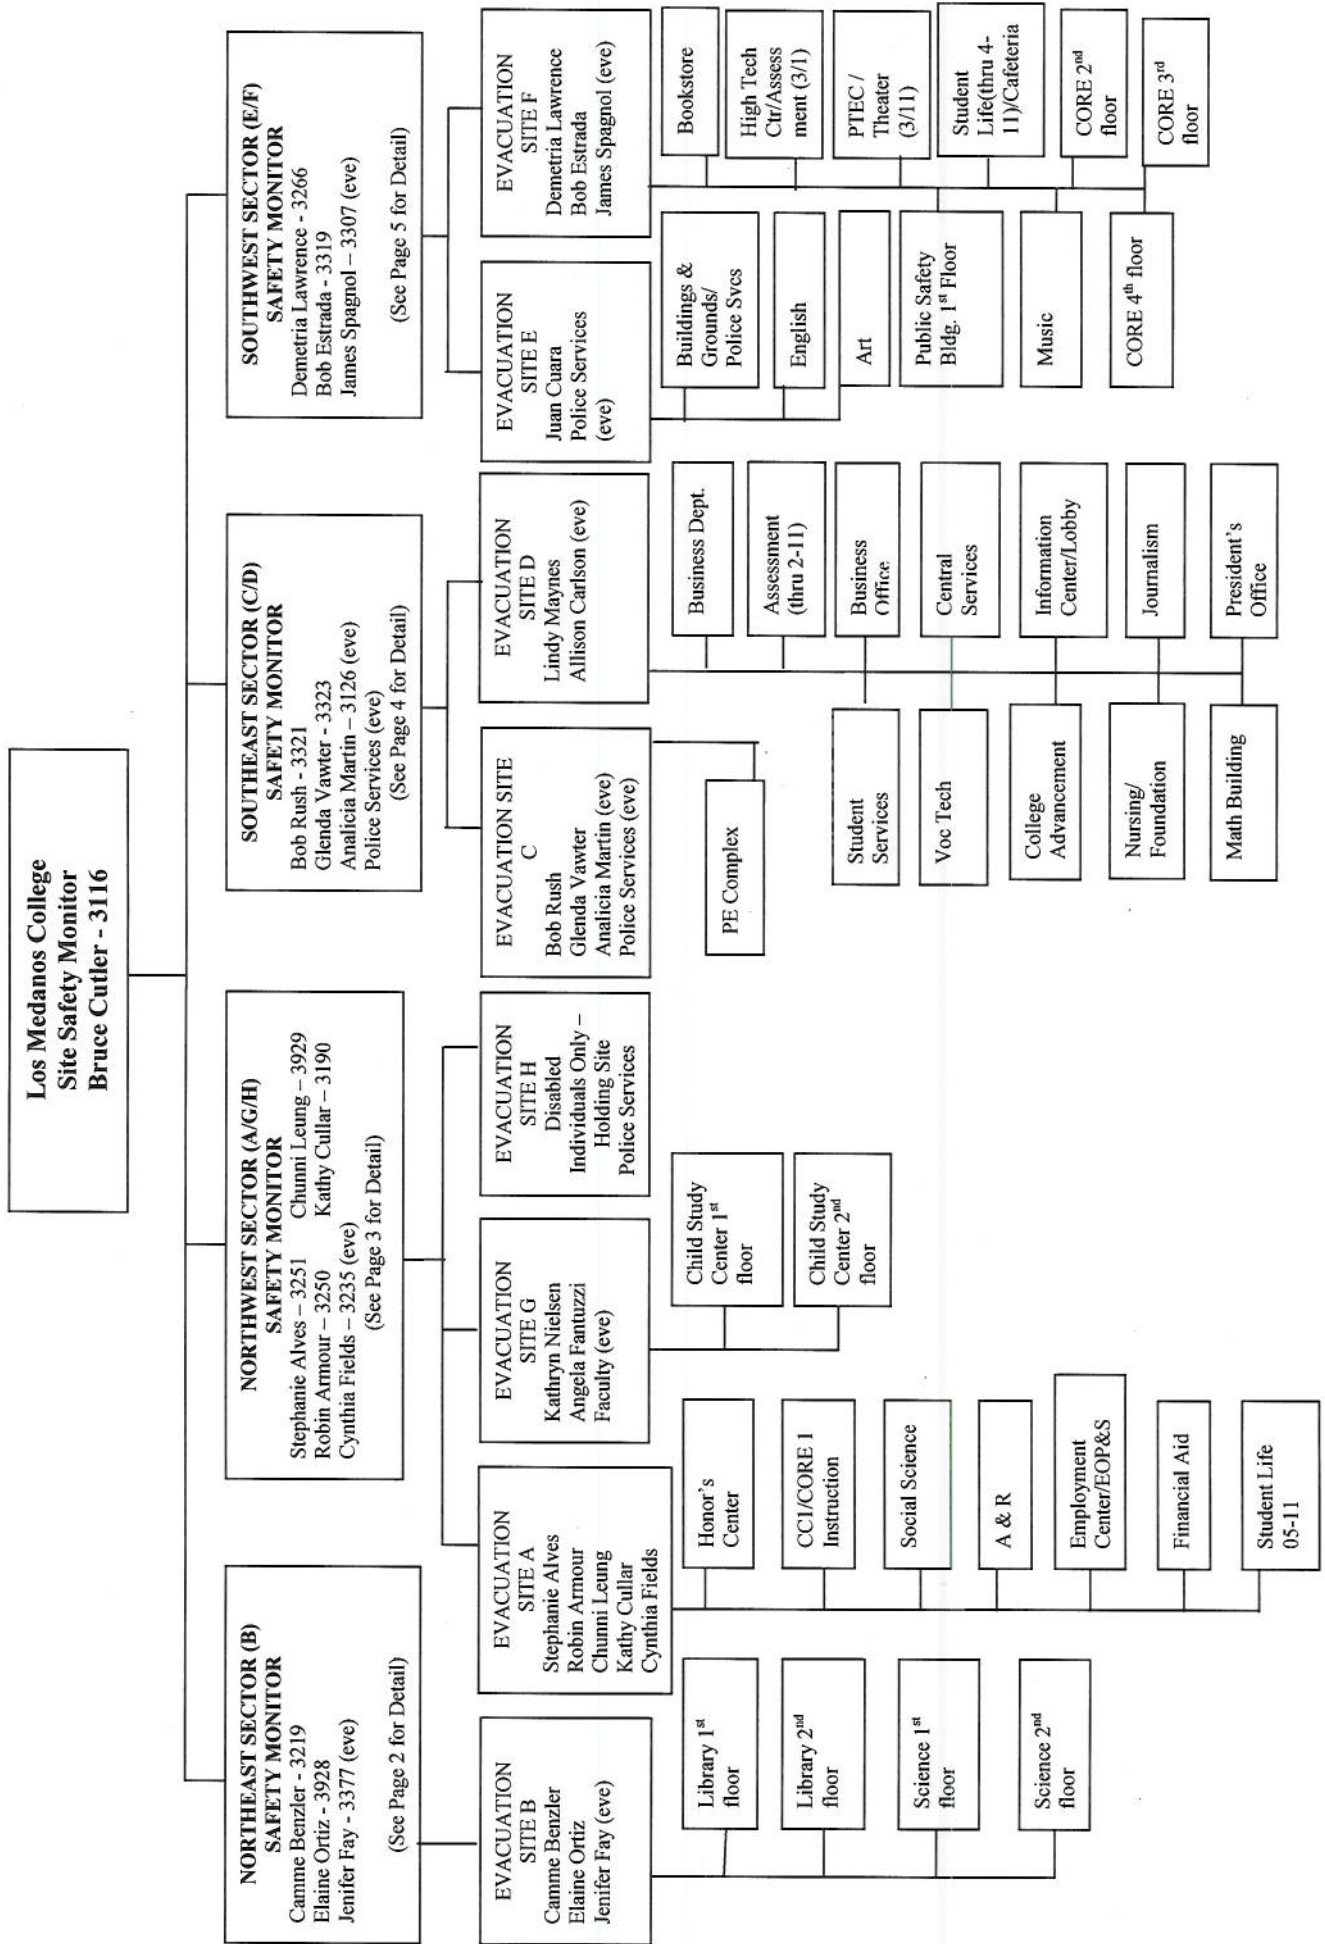 Los Medanos College
Site Safety Monitor
Bruce Cutler - 3116
NORTHEAST SECTOR (B)
SAFETY MONITOR
Camme Benzler - 3219
Elaine Ortiz - 3928
Jenifer Fay - 3377 (eve)
(See Page 2 for Detail)
NORTHWEST SECTOR (A/G/H)
SAFETY MONITOR
Stephanie Alves – 3251 Chunni Leung – 3929
Robin Armour – 3250 Kathy Cullar – 3190
Cynthia Fields – 3235 (eve)
(See Page 3 for Detail)
SOUTHEAST SECTOR (C/D)
SAFETY MONITOR
Bob Rush - 3321
Glenda Vawter - 3323
Analicia Martin – 3126 (eve)
Police Services (eve)
(See Page 4 for Detail)
SOUTHWEST SECTOR (E/F)
SAFETY MONITOR
Demetria Lawrence - 3266
Bob Estrada - 3319
James Spagnol – 3307 (eve)
(See Page 5 for Detail)
EVACUATION
SITE B
Camme Benzler
Elaine Ortiz
Jenifer Fay (eve)
EVACUATION
SITE A
Stephanie Alves
Robin Armour
Chunni Leung
Kathy Cullar
Cynthia Fields
EVACUATION
SITE G
Kathryn Nielsen
Angela Fantuzzi
Faculty (eve)
EVACUATION
SITE H
Disabled
Individuals Only –
Holding Site
Police Services
EVACUATION SITE
C
Bob Rush
Glenda Vawter
Analicia Martin (eve)
Police Services (eve)
EVACUATION
SITE D
Lindy Maynes
Allison Carlson (eve)
EVACUATION
SITE E
Juan Cuara
Police Services
(eve)
EVACUATION
SITE F
Demetria Lawrence
Bob Estrada
James Spagnol (eve)
Library 1st
floor
Library 2nd
floor
Science 1st
floor
Science 2nd
floor
Honor's
Center
CC1/CORE 1
Instruction
Social Science
A & R
Employment
Center/EOP&S
Financial Aid
Student Life
05-11
Child Study
Center 1st
floor
Child Study
Center 2nd
floor
PE Complex
Student
Services
Voc Tech
College
Advancement
Nursing/
Foundation
Math Building
Business Dept.
Assessment
(thru 2-11)
Business
Office
Central
Services
Information
Center/Lobby
Journalism
President's
Office
Buildings &
Grounds/
Police Svcs
English
Art
Public Safety
Bldg. 1st Floor
Music
CORE 4th floor
Bookstore
High Tech
Ctr/Assess
ment (3/1)
PTEC /
Theater
(3/11)
Student
Life(thru 4-
11)/Cafeteria
CORE 2nd
floor
CORE 3rd
floor